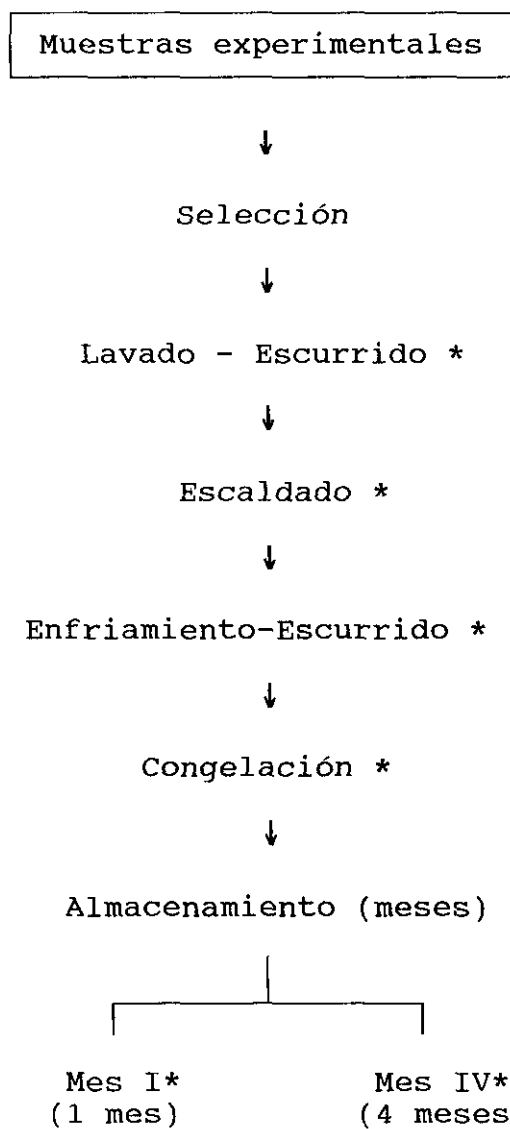 Muestras experimentales
↓
Selección
↓
Lavado - Escurrido *
↓
Escaldado *
↓
Enfriamiento-Escurrido *
↓
Congelación *
↓
Almacenamiento (meses)
Mes I* Mes IV*
(1 mes) (4 meses